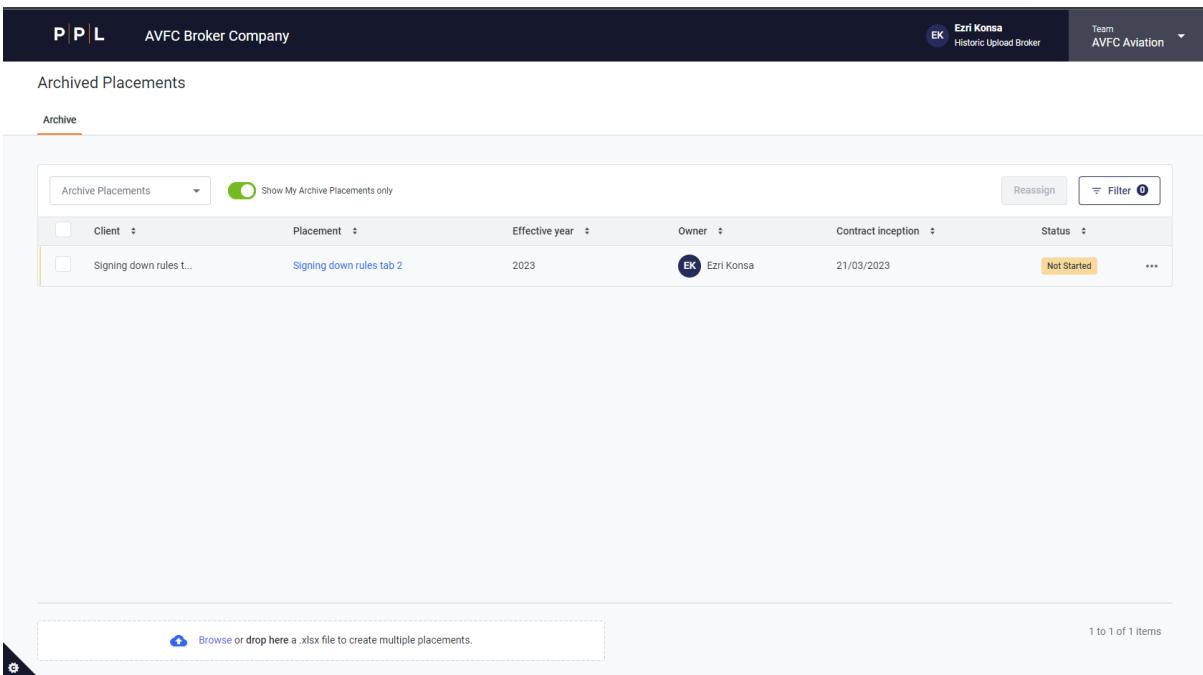 P|P|L AVFC Broker Company
EK Ezri Konsa
Historic Upload Broker
Team
AVFC Aviation
Archived Placements
Archive
Archive Placements Show My Archive Placements only Reassign Filter 0
Client Placement Effective year Owner Contract inception Status
Signing down rules t... Signing down rules tab 2 2023 EK Ezri Konsa 21/03/2023 Not Started ...
Browse or drop here a .xlsx file to create multiple placements.
1 to 1 of 1 items